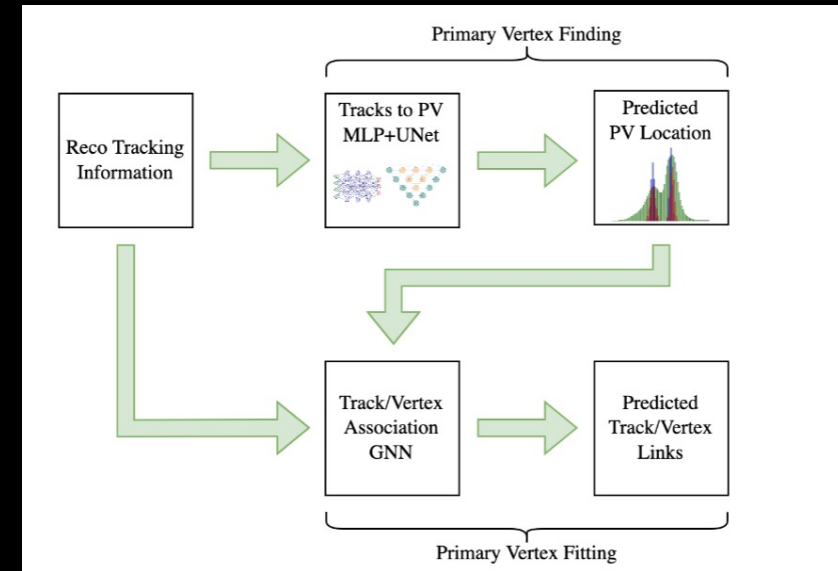 Primary Vertex Finding
Reco Tracking
Information
Tracks to PV
MLP+UNet
Predicted
PV Location
Track/Vertex
Association
GNN
Predicted
Track/Vertex
Links
Primary Vertex Fitting